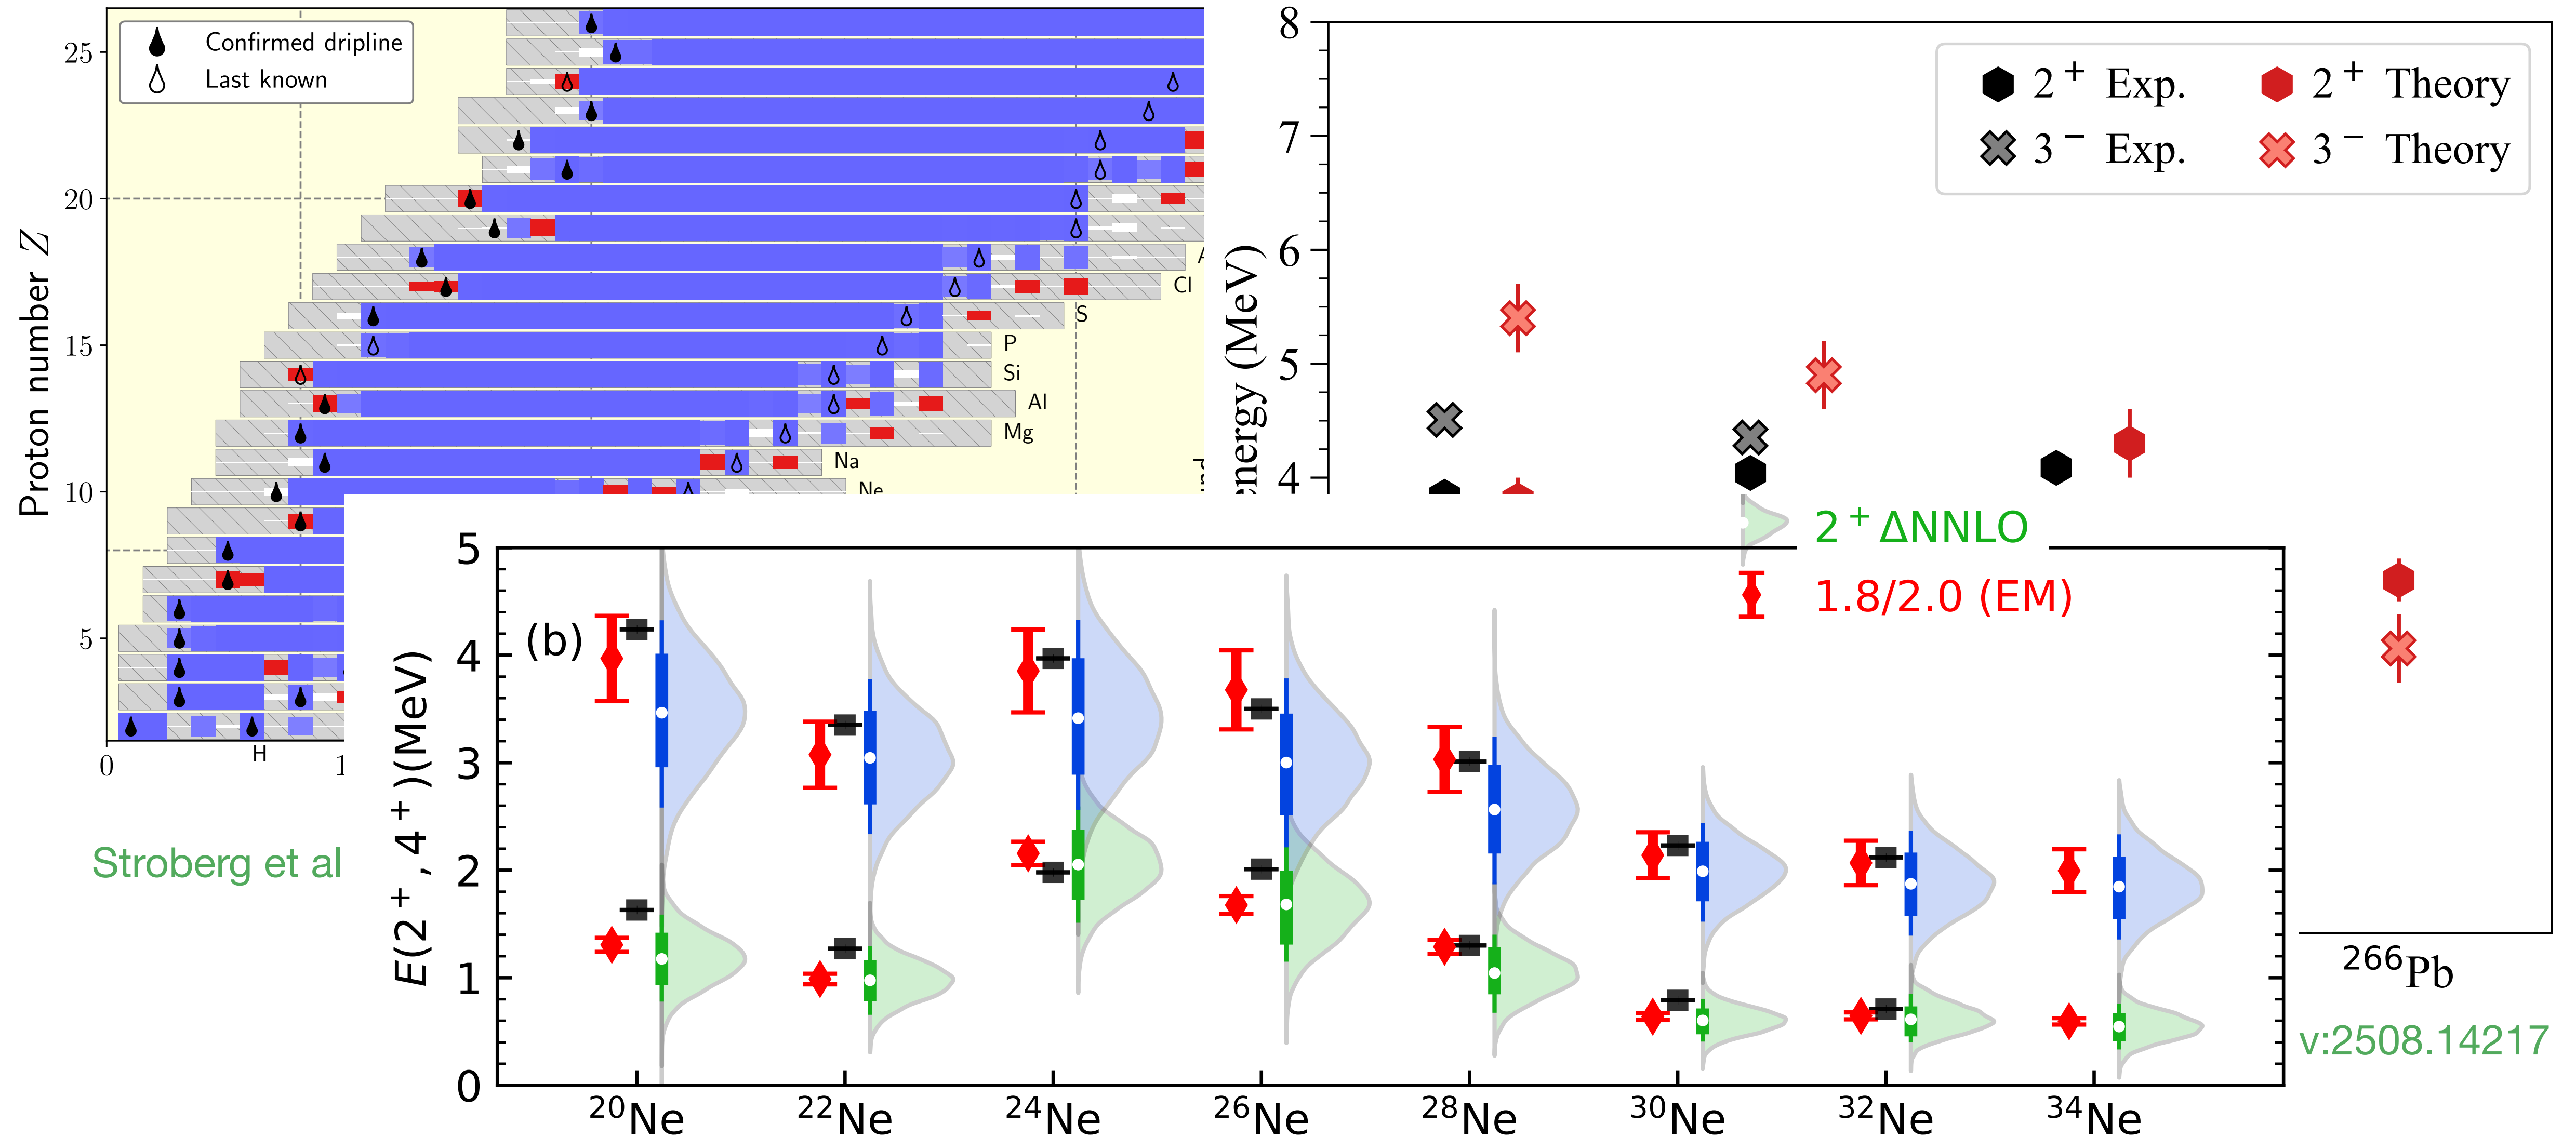 Confirmed dripline
Last known
25
20
15
10
5
Proton number Z
Cl
S
P
Si
Al
Mg
Na
Ne
H
0
1
Stroberg et al
8
7
6
5
4
energy (MeV)
2⁺ Exp.
2⁺ Theory
3⁻ Exp.
3⁻ Theory
²⁶⁶Pb
v:2508.14217
2⁺ ΔNNLO
1.8/2.0 (EM)
(b)
5
4
3
2
1
0
E(2⁺, 4⁺)(MeV)
²⁰Ne
²²Ne
²⁴Ne
²⁶Ne
²⁸Ne
³⁰Ne
³²Ne
³⁴Ne